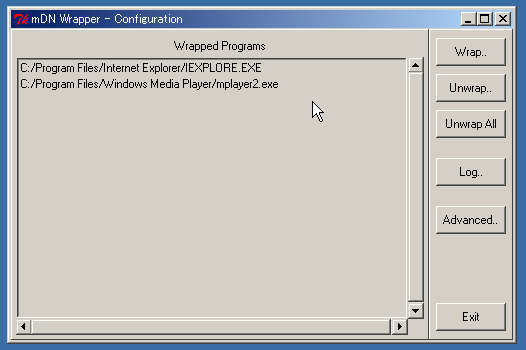 mDN Wrapper - Configuration
Wrapped Programs
C:/Program Files/Internet Explorer/IEXPLORE.EXE
C:/Program Files/Windows Media Player/mplayer2.exe
Wrap..
Unwrap..
Unwrap All
Log..
Advanced..
Exit